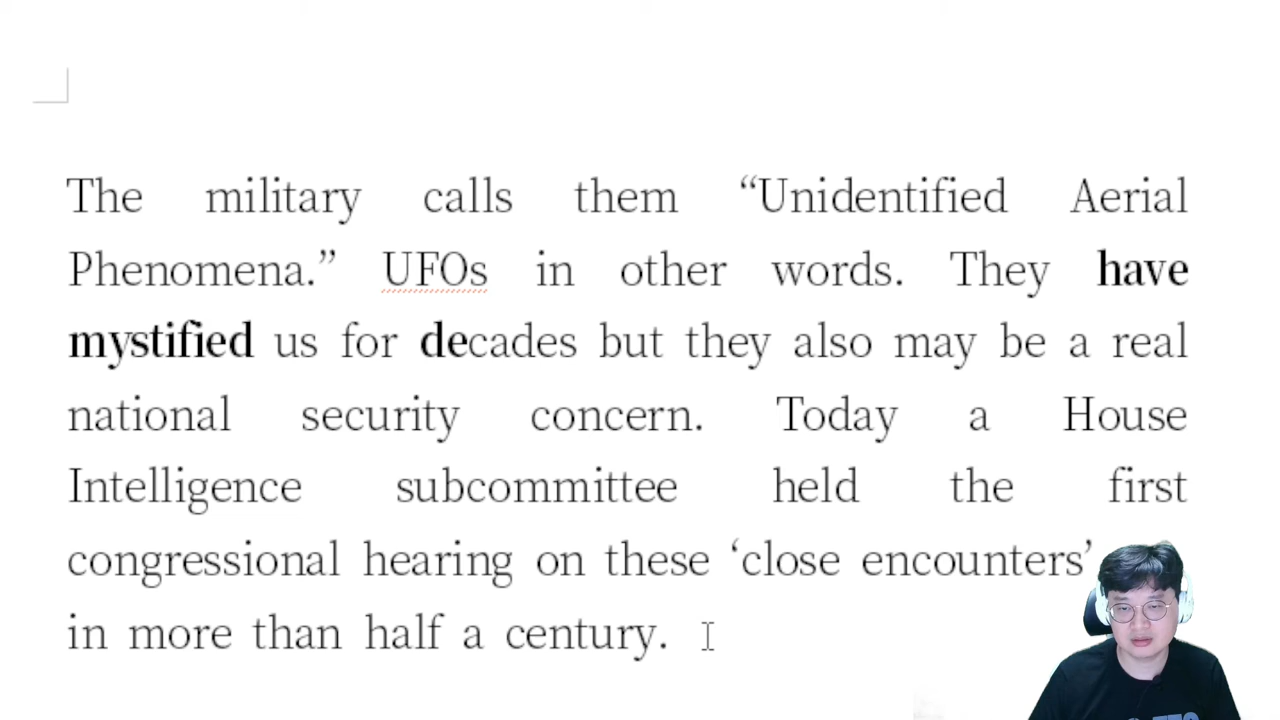 The military calls them “Unidentified Aerial
Phenomena.” UFOs in other words. They have
mystified us for decades but they also may be a real
national security concern. Today a House
Intelligence subcommittee held the first
congressional hearing on these ‘close encounters’
in more than half a century.